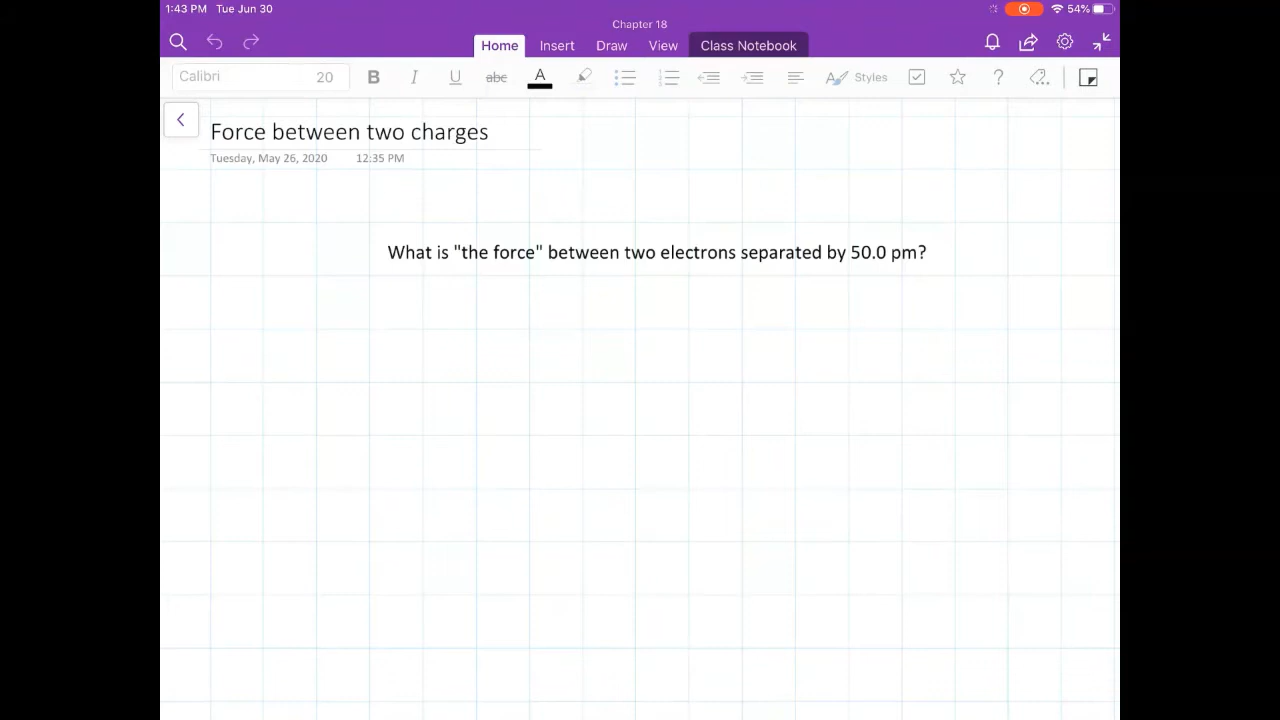 1:43 PM Tue Jun 30 54%
Chapter 18
Home Insert Draw View Class Notebook
Calibri 20 B I U abc A Styles ?
Force between two charges
Tuesday, May 26, 2020 12:35 PM
What is "the force" between two electrons separated by 50.0 pm?